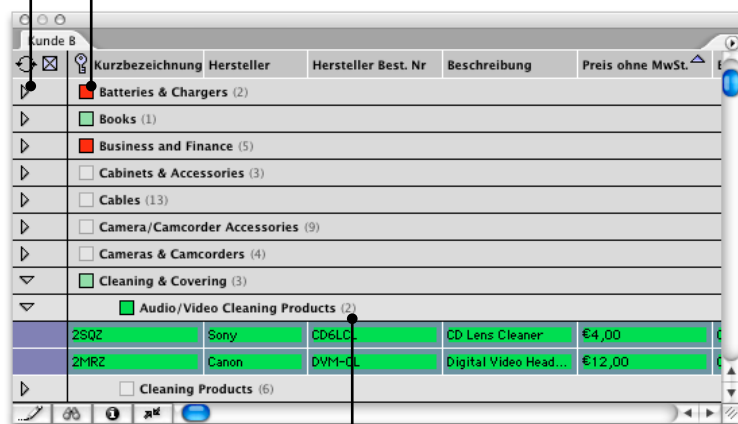 Kunde B
Kurzbezeichnung Hersteller Hersteller Best. Nr Beschreibung Preis ohne MwSt.
Batteries & Chargers (2)
Books (1)
Business and Finance (5)
Cabinets & Accessories (3)
Cables (13)
Camera/Camcorder Accessories (9)
Cameras & Camcorders (4)
Cleaning & Covering (3)
Audio/Video Cleaning Products (2)
2SQZ Sony CD6LCL CD Lens Cleaner €4,00
2MRZ Canon DVM-CL Digital Video Head... €12,00
Cleaning Products (6)